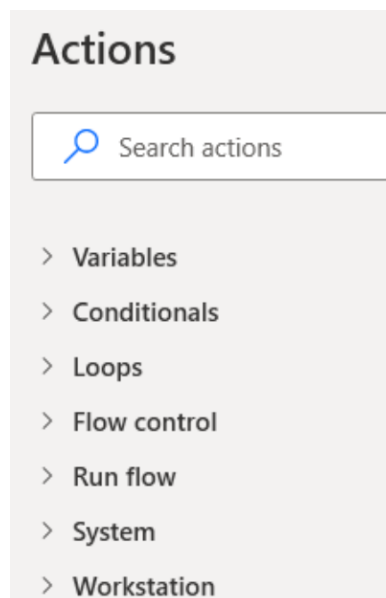 Actions
Search actions
Variables
Conditionals
Loops
Flow control
Run flow
System
Workstation